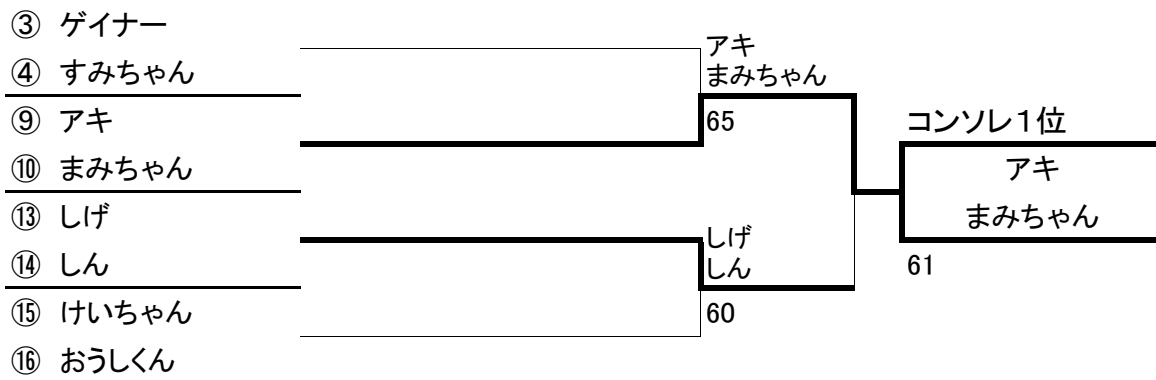 ③ ゲイナー
④ すみちゃん
⑨ アキ
⑩ まみちゃん
⑬ しげ
⑭ しん
⑮ けいちゃん
⑯ おうしくん
アキ
まみちゃん
65
しげ
しん
60
コンソレ１位
アキ
まみちゃん
61